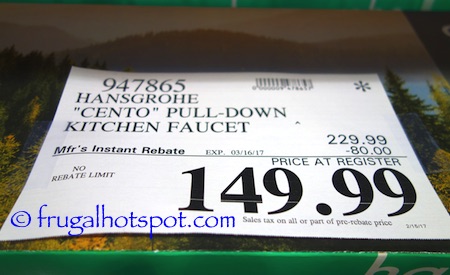 947865
*
HANSGROHE
"CENTO" PULL-DOWN
KITCHEN FAUCET
229.99
Mfr's Instant Rebate EXP. 03/16/17 -80.00
PRICE AT REGISTER
NO
REBATE LIMIT
149.99
Sales tax on all or part of pre-rebate price
2/15/17
© frugalhotspot.com